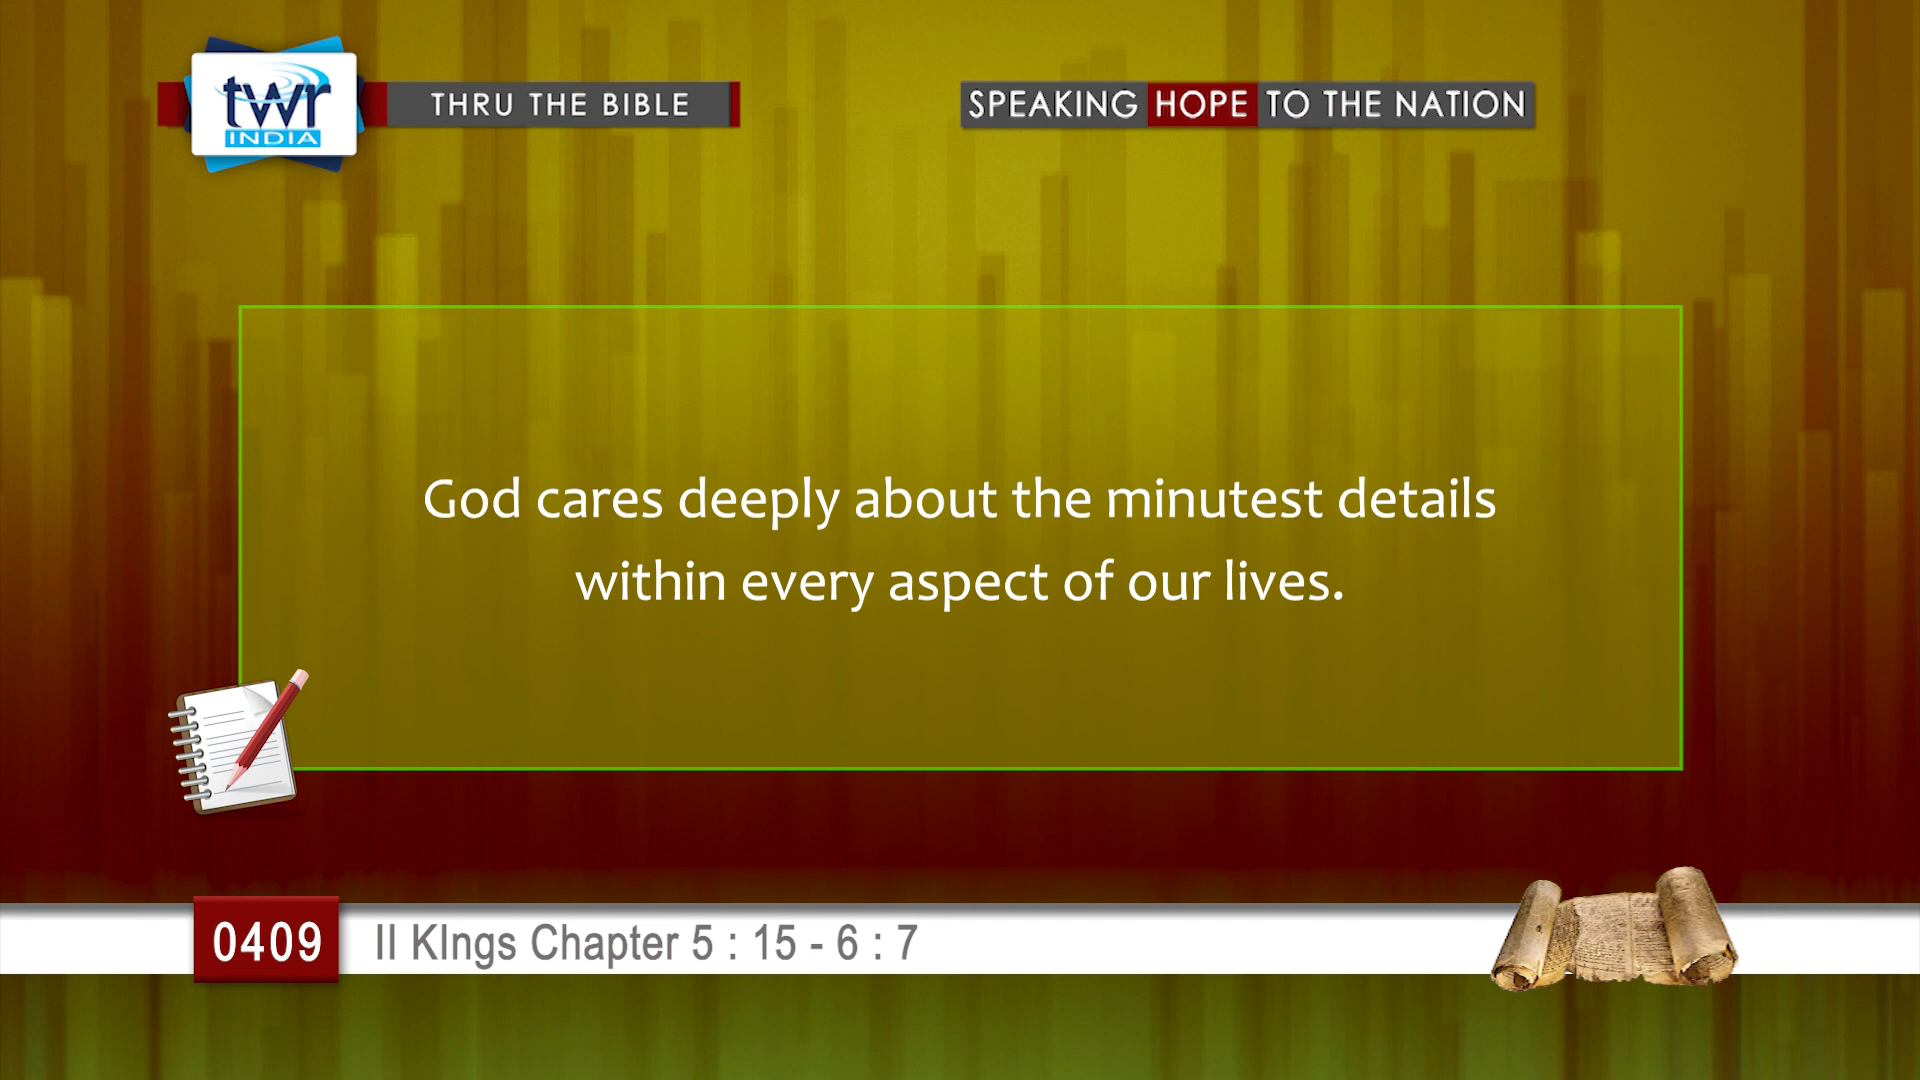 twr
INDIA
THRU THE BIBLE
SPEAKING HOPE TO THE NATION
God cares deeply about the minutest details
within every aspect of our lives.
0409
II KIngs Chapter 5 : 15 - 6 : 7